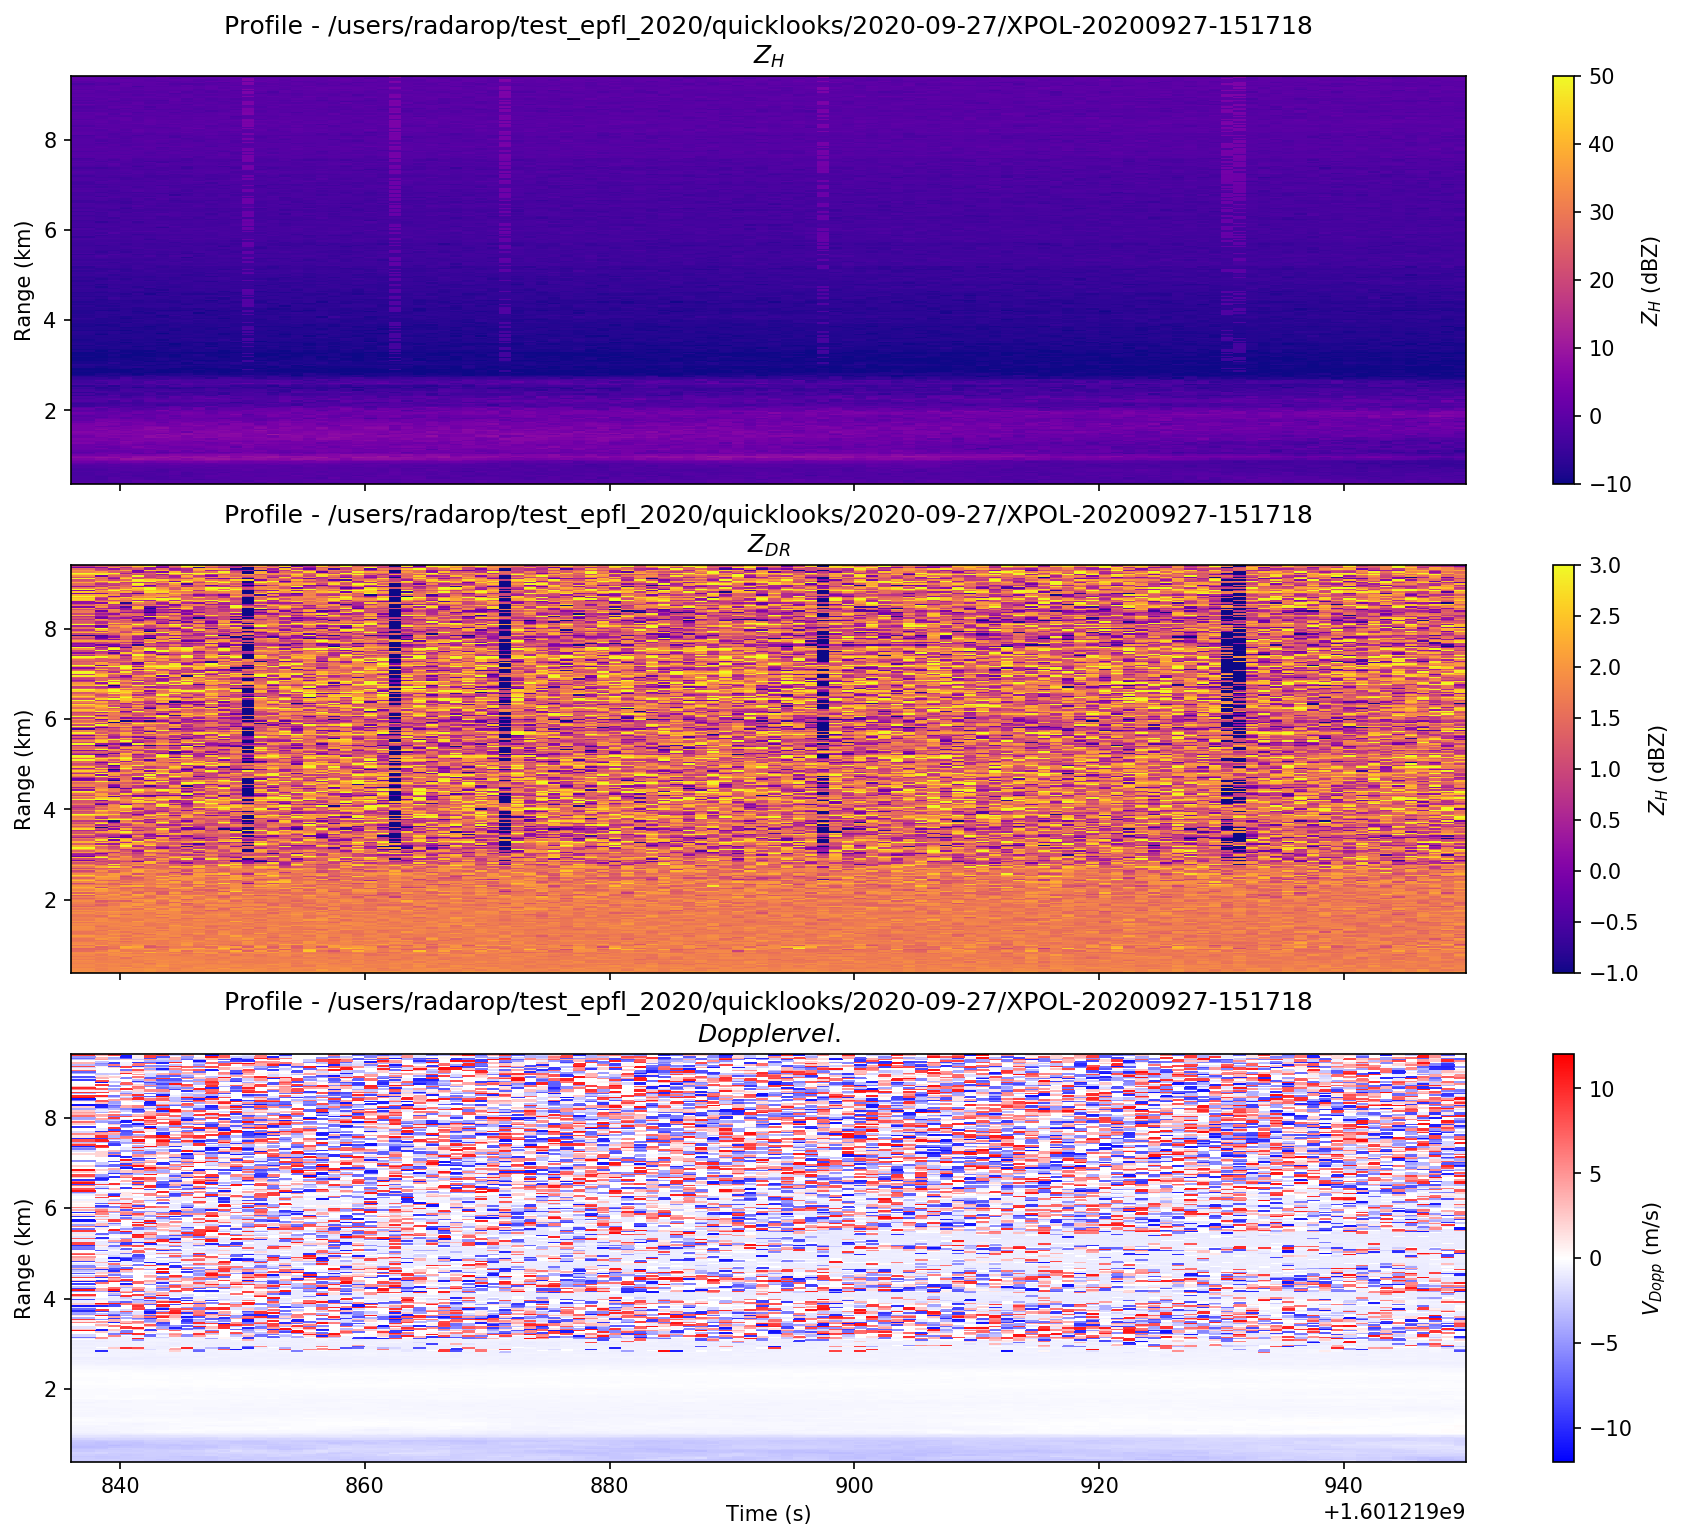 Profile - /users/radarop/test_epfl_2020/quicklooks/2020-09-27/XPOL-20200927-151718
Z_H
Range (km)
8
6
4
2
50
40
30
20
10
0
−10
Z_H (dBZ)
Profile - /users/radarop/test_epfl_2020/quicklooks/2020-09-27/XPOL-20200927-151718
Z_DR
Range (km)
8
6
4
2
3.0
2.5
2.0
1.5
1.0
0.5
0.0
−0.5
−1.0
Z_H (dBZ)
Profile - /users/radarop/test_epfl_2020/quicklooks/2020-09-27/XPOL-20200927-151718
Dopplervel.
Range (km)
8
6
4
2
10
5
0
−5
−10
V_Dopp (m/s)
840 860 880 900 920 940
Time (s)
+1.601219e9